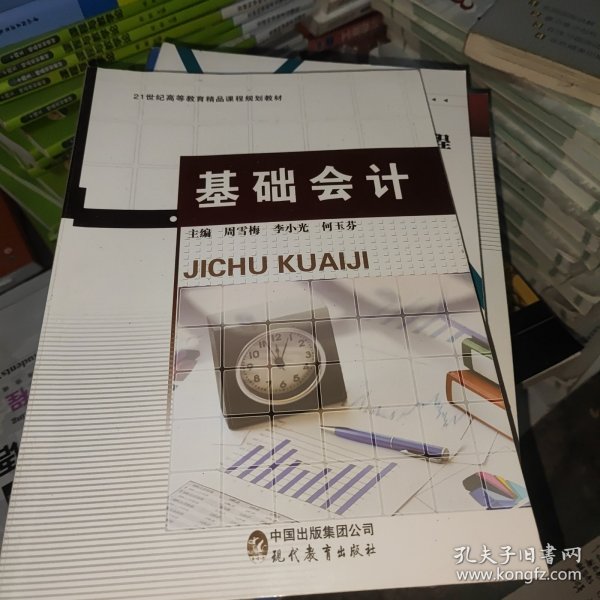 21世纪高等教育精品课程规划教材
程
基础会计
主编 周雪梅 李小光 何玉芬
JICHU KUAIJI
中国出版集团公司
现代教育出版社
孔夫子旧书网
www.kongfz.com